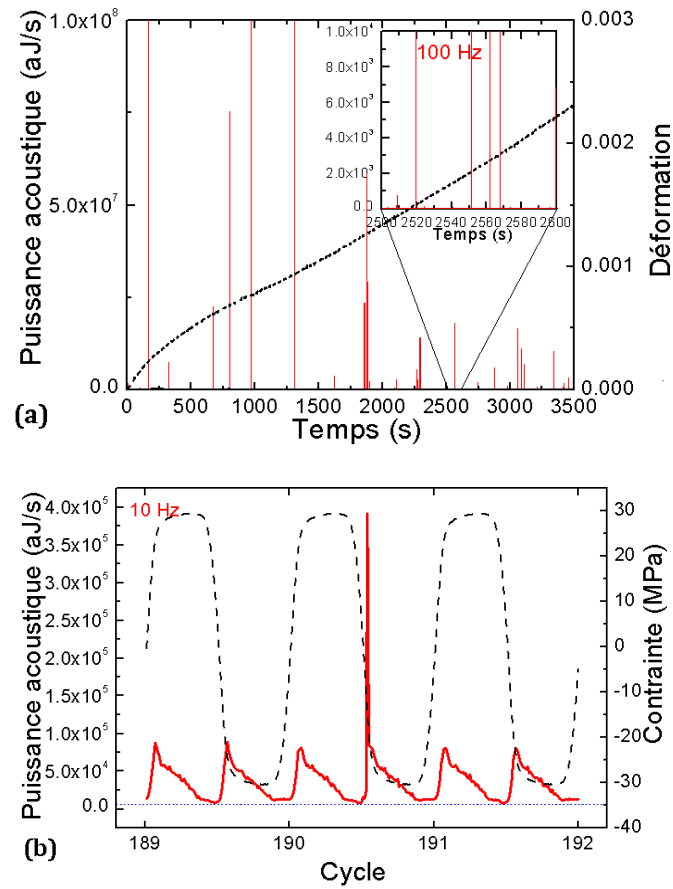 1.0x10⁸
5.0x10⁷
0.0
Puissance acoustique (aJ/s)
1.0x10⁴
8.0x10³
6.0x10³
4.0x10³
2.0x10³
0.0
100 Hz
2500 2520 2540 2560 2580 2600
Temps (s)
0.003
0.002
0.001
0.000
Déformation
0 500 1000 1500 2000 2500 3000 3500
Temps (s)
(a)
10 Hz
4.0x10⁵
3.5x10⁵
3.0x10⁵
2.5x10⁵
2.0x10⁵
1.5x10⁵
1.0x10⁵
5.0x10⁴
0.0
Puissance acoustique (aJ/s)
30
20
10
0
-10
-20
-30
-40
Contrainte (MPa)
189 190 191 192
Cycle
(b)